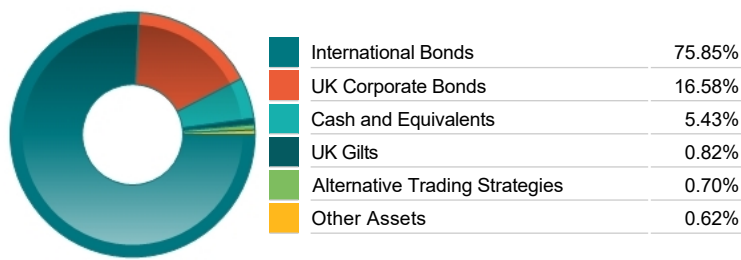 International Bonds 75.85%
UK Corporate Bonds 16.58%
Cash and Equivalents 5.43%
UK Gilts 0.82%
Alternative Trading Strategies 0.70%
Other Assets 0.62%